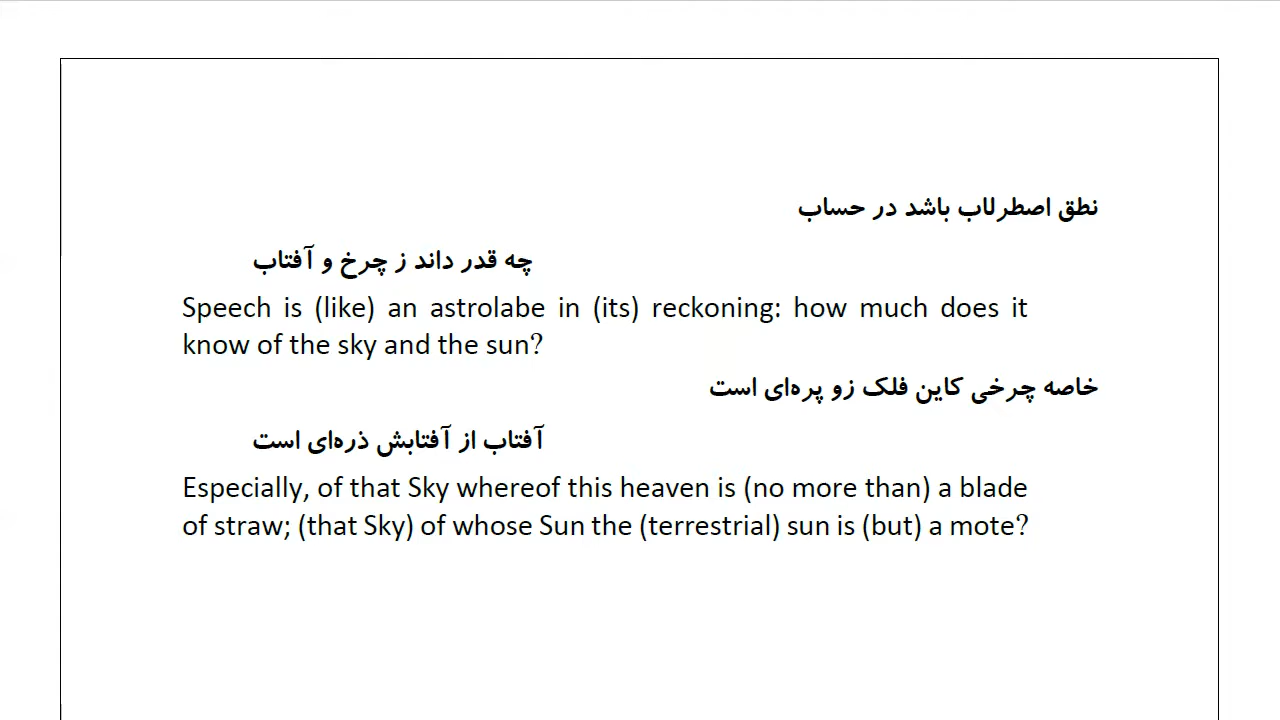 نطق اصطرلاب باشد در حساب
چه قدر داند ز چرخ و آفتاب
Speech is (like) an astrolabe in (its) reckoning: how much does it
know of the sky and the sun?
خاصه چرخی کاین فلک زو پره‌ای است
آفتاب از آفتابش ذره‌ای است
Especially, of that Sky whereof this heaven is (no more than) a blade
of straw; (that Sky) of whose Sun the (terrestrial) sun is (but) a mote?